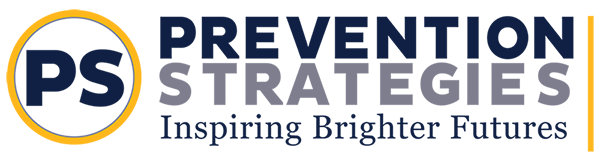 PS
PREVENTION
STRATEGIES
Inspiring Brighter Futures